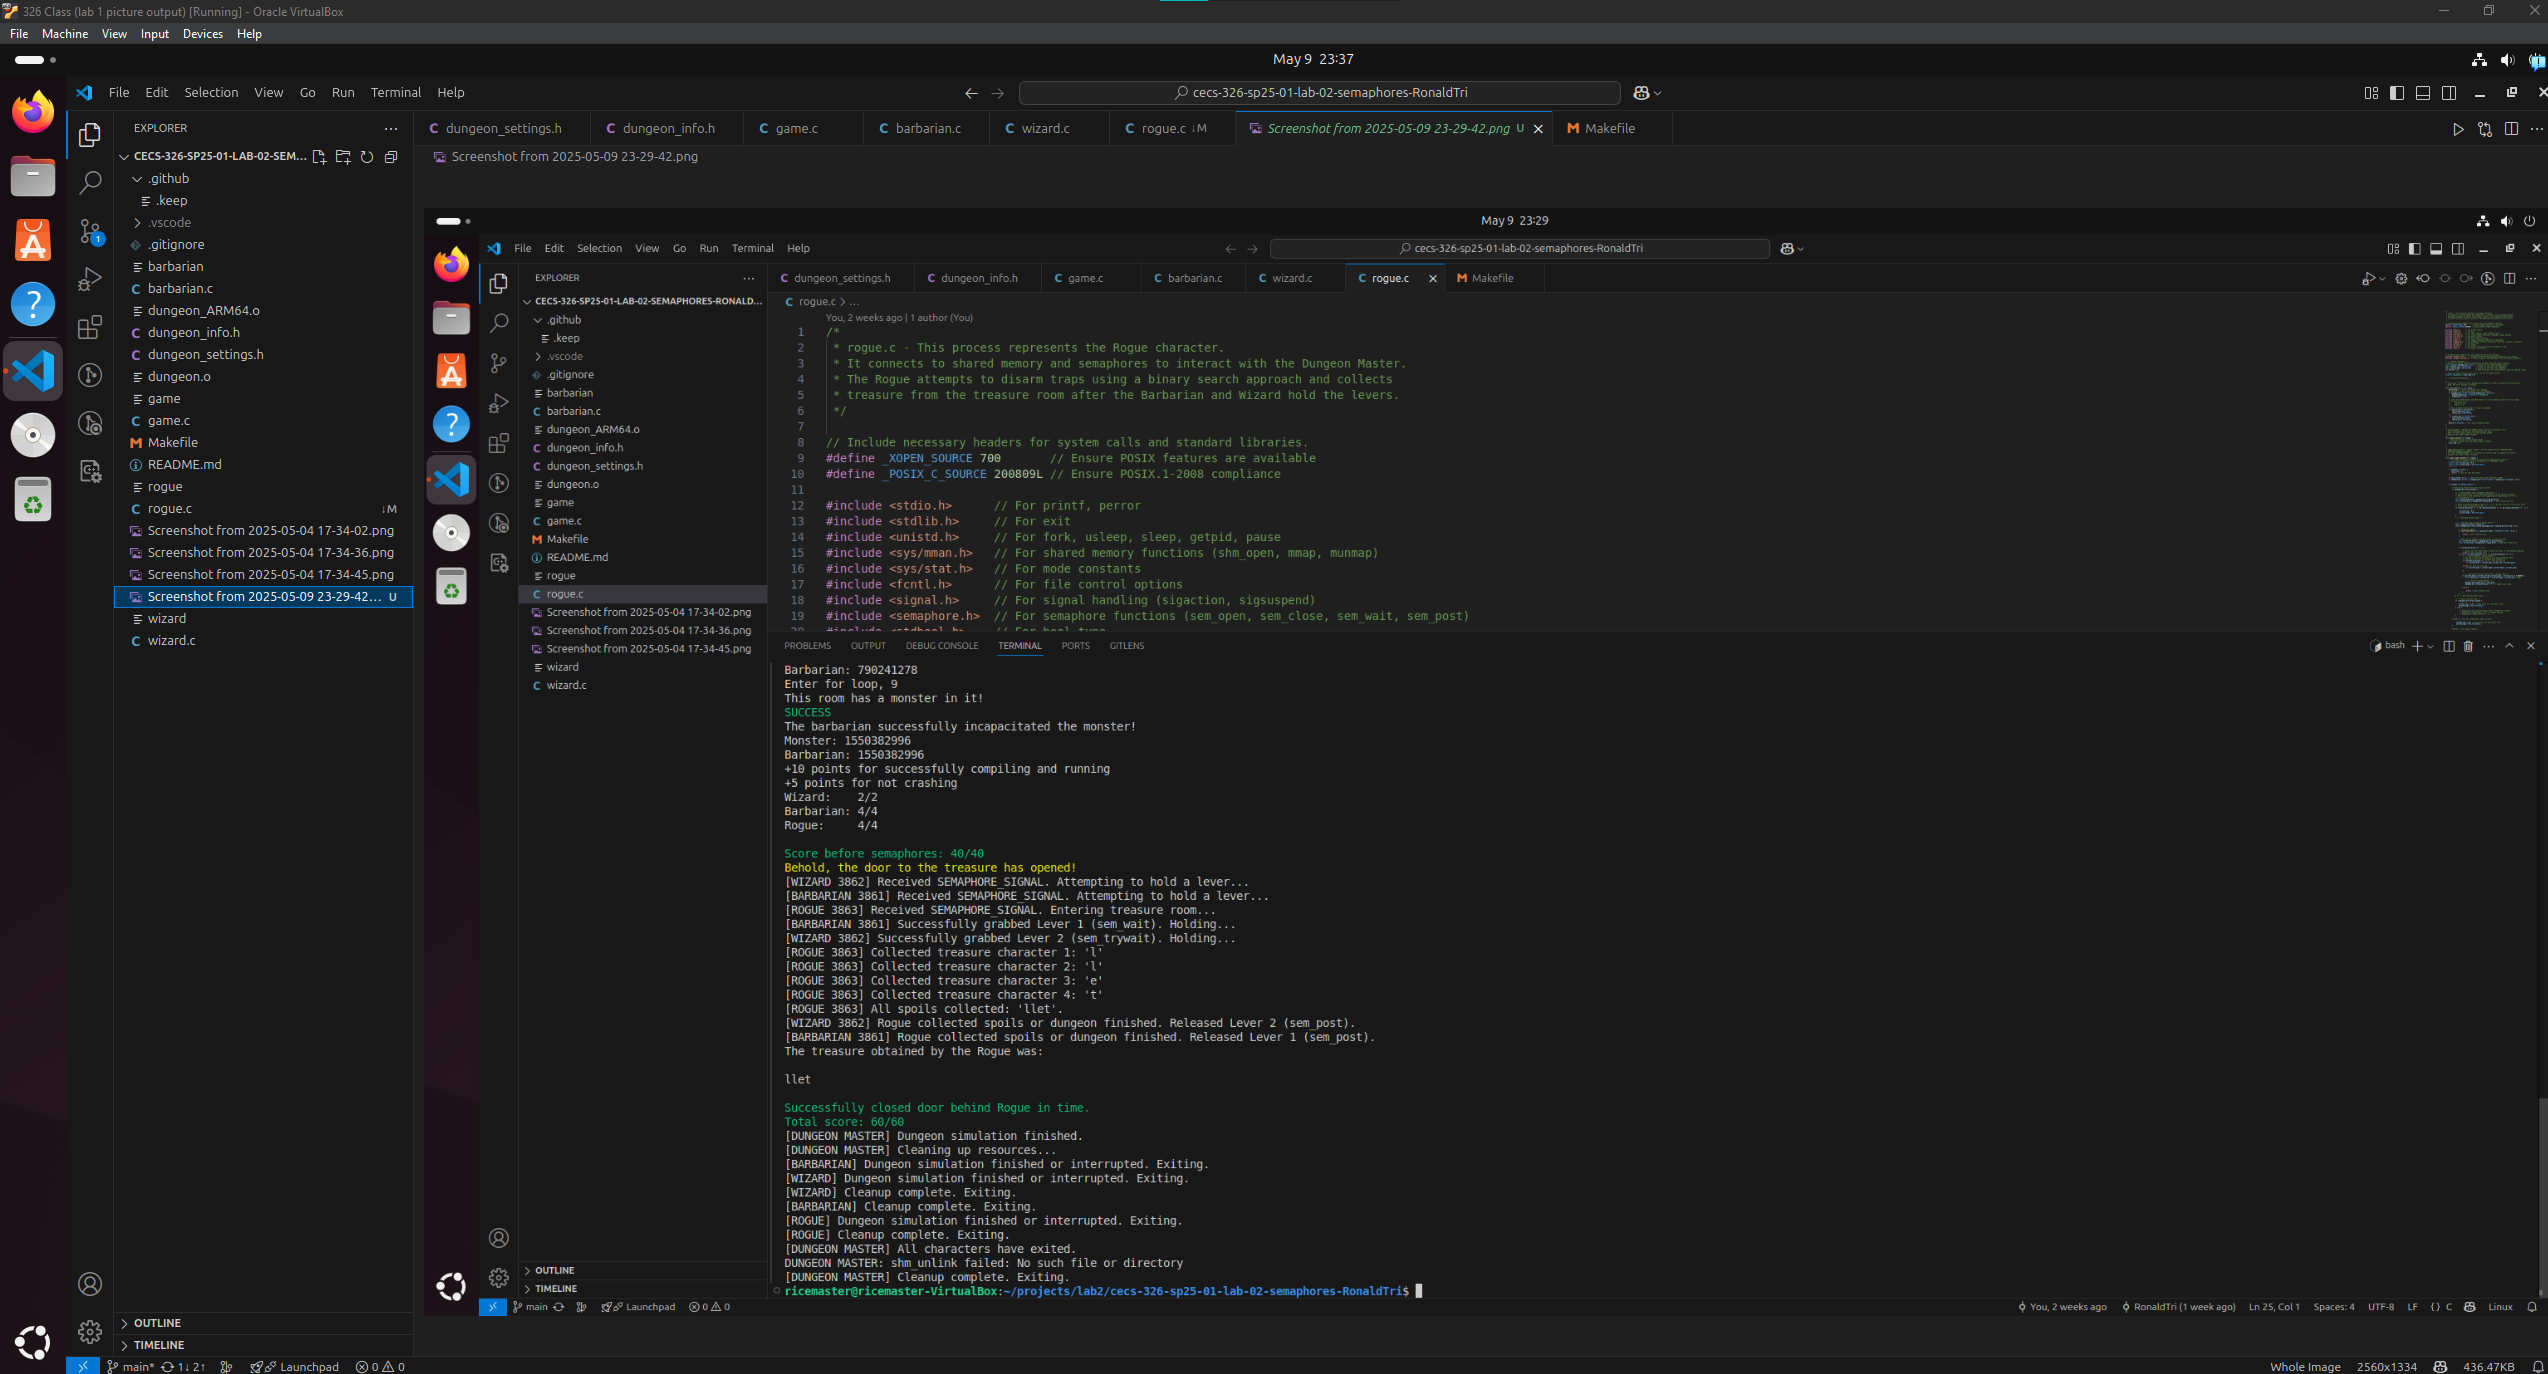 326 Class (lab 1 picture output) [Running] - Oracle VirtualBox
File Machine View Input Devices Help
May 9 23:37
File Edit Selection View Go Run Terminal Help
cecs-326-sp25-01-lab-02-semaphores-RonaldTri
EXPLORER
CECS-326-SP25-01-LAB-02-SEM...
.github
.keep
.vscode
.gitignore
barbarian
C barbarian.c
dungeon_ARM64.o
C dungeon_info.h
C dungeon_settings.h
dungeon.o
game
C game.c
M Makefile
README.md
rogue
C rogue.c ↓M
Screenshot from 2025-05-04 17-34-02.png
Screenshot from 2025-05-04 17-34-36.png
Screenshot from 2025-05-04 17-34-45.png
Screenshot from 2025-05-09 23-29-42... U
wizard
C wizard.c
OUTLINE
TIMELINE
C dungeon_settings.h C dungeon_info.h C game.c C barbarian.c C wizard.c C rogue.c ↓M Screenshot from 2025-05-09 23-29-42.png U M Makefile
Screenshot from 2025-05-09 23-29-42.png
May 9 23:29
File Edit Selection View Go Run Terminal Help
cecs-326-sp25-01-lab-02-semaphores-RonaldTri
EXPLORER
CECS-326-SP25-01-LAB-02-SEMAPHORES-RONALD...
.github
.keep
.vscode
.gitignore
barbarian
C barbarian.c
dungeon_ARM64.o
C dungeon_info.h
C dungeon_settings.h
dungeon.o
game
C game.c
M Makefile
README.md
rogue
C rogue.c
Screenshot from 2025-05-04 17-34-02.png
Screenshot from 2025-05-04 17-34-36.png
Screenshot from 2025-05-04 17-34-45.png
wizard
C wizard.c
OUTLINE
TIMELINE
C dungeon_settings.h C dungeon_info.h C game.c C barbarian.c C wizard.c C rogue.c M Makefile
C rogue.c > ...
You, 2 weeks ago | 1 author (You)
1 /*
2 * rogue.c - This process represents the Rogue character.
3 * It connects to shared memory and semaphores to interact with the Dungeon Master.
4 * The Rogue attempts to disarm traps using a binary search approach and collects
5 * treasure from the treasure room after the Barbarian and Wizard hold the levers.
6 */
7
8 // Include necessary headers for system calls and standard libraries.
9 #define _XOPEN_SOURCE 700 // Ensure POSIX features are available
10 #define _POSIX_C_SOURCE 200809L // Ensure POSIX.1-2008 compliance
11
12 #include <stdio.h> // For printf, perror
13 #include <stdlib.h> // For exit
14 #include <unistd.h> // For fork, usleep, sleep, getpid, pause
15 #include <sys/mman.h> // For shared memory functions (shm_open, mmap, munmap)
16 #include <sys/stat.h> // For mode constants
17 #include <fcntl.h> // For file control options
18 #include <signal.h> // For signal handling (sigaction, sigsuspend)
19 #include <semaphore.h> // For semaphore functions (sem_open, sem_close, sem_wait, sem_post)
20 #include <stdbool.h> // For bool type
PROBLEMS OUTPUT DEBUG CONSOLE TERMINAL PORTS GITLENS
bash
Barbarian: 790241278
Enter for loop, 9
This room has a monster in it!
SUCCESS
The barbarian successfully incapacitated the monster!
Monster: 1550382996
Barbarian: 1550382996
+10 points for successfully compiling and running
+5 points for not crashing
Wizard: 2/2
Barbarian: 4/4
Rogue: 4/4
Score before semaphores: 40/40
Behold, the door to the treasure has opened!
[WIZARD 3862] Received SEMAPHORE_SIGNAL. Attempting to hold a lever...
[BARBARIAN 3861] Received SEMAPHORE_SIGNAL. Attempting to hold a lever...
[ROGUE 3863] Received SEMAPHORE_SIGNAL. Entering treasure room...
[BARBARIAN 3861] Successfully grabbed Lever 1 (sem_wait). Holding...
[WIZARD 3862] Successfully grabbed Lever 2 (sem_trywait). Holding...
[ROGUE 3863] Collected treasure character 1: 'l'
[ROGUE 3863] Collected treasure character 2: 'l'
[ROGUE 3863] Collected treasure character 3: 'e'
[ROGUE 3863] Collected treasure character 4: 't'
[ROGUE 3863] All spoils collected: 'llet'.
[WIZARD 3862] Rogue collected spoils or dungeon finished. Released Lever 2 (sem_post).
[BARBARIAN 3861] Rogue collected spoils or dungeon finished. Released Lever 1 (sem_post).
The treasure obtained by the Rogue was:
llet
Successfully closed door behind Rogue in time.
Total score: 60/60
[DUNGEON MASTER] Dungeon simulation finished.
[DUNGEON MASTER] Cleaning up resources...
[BARBARIAN] Dungeon simulation finished or interrupted. Exiting.
[WIZARD] Dungeon simulation finished or interrupted. Exiting.
[WIZARD] Cleanup complete. Exiting.
[BARBARIAN] Cleanup complete. Exiting.
[ROGUE] Dungeon simulation finished or interrupted. Exiting.
[ROGUE] Cleanup complete. Exiting.
[DUNGEON MASTER] All characters have exited.
DUNGEON MASTER: shm_unlink failed: No such file or directory
[DUNGEON MASTER] Cleanup complete. Exiting.
ricemaster@ricemaster-VirtualBox:~/projects/lab2/cecs-326-sp25-01-lab-02-semaphores-RonaldTri$
main Launchpad 0 0 You, 2 weeks ago RonaldTri (1 week ago) Ln 25, Col 1 Spaces: 4 UTF-8 LF {} C Linux
main* 1↓ 2↑ Launchpad 0 0 Whole Image 2560x1334 436.47KB